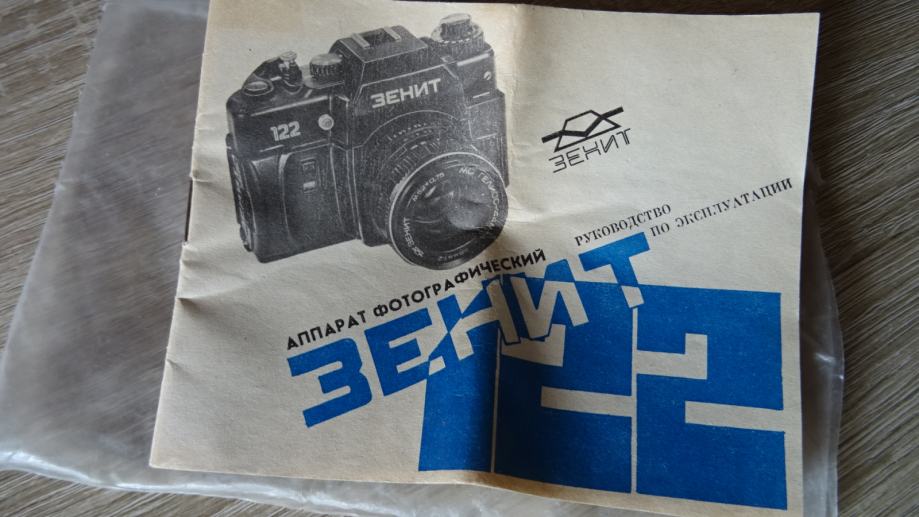 ЗЕНИТ
122
МС ГЕЛИОС
ЗЕНИТ
ЗЕНИТ
РУКОВОДСТВО
ПО ЭКСПЛУАТАЦИИ
АППАРАТ ФОТОГРАФИЧЕСКИЙ
ЗЕНИТ
122